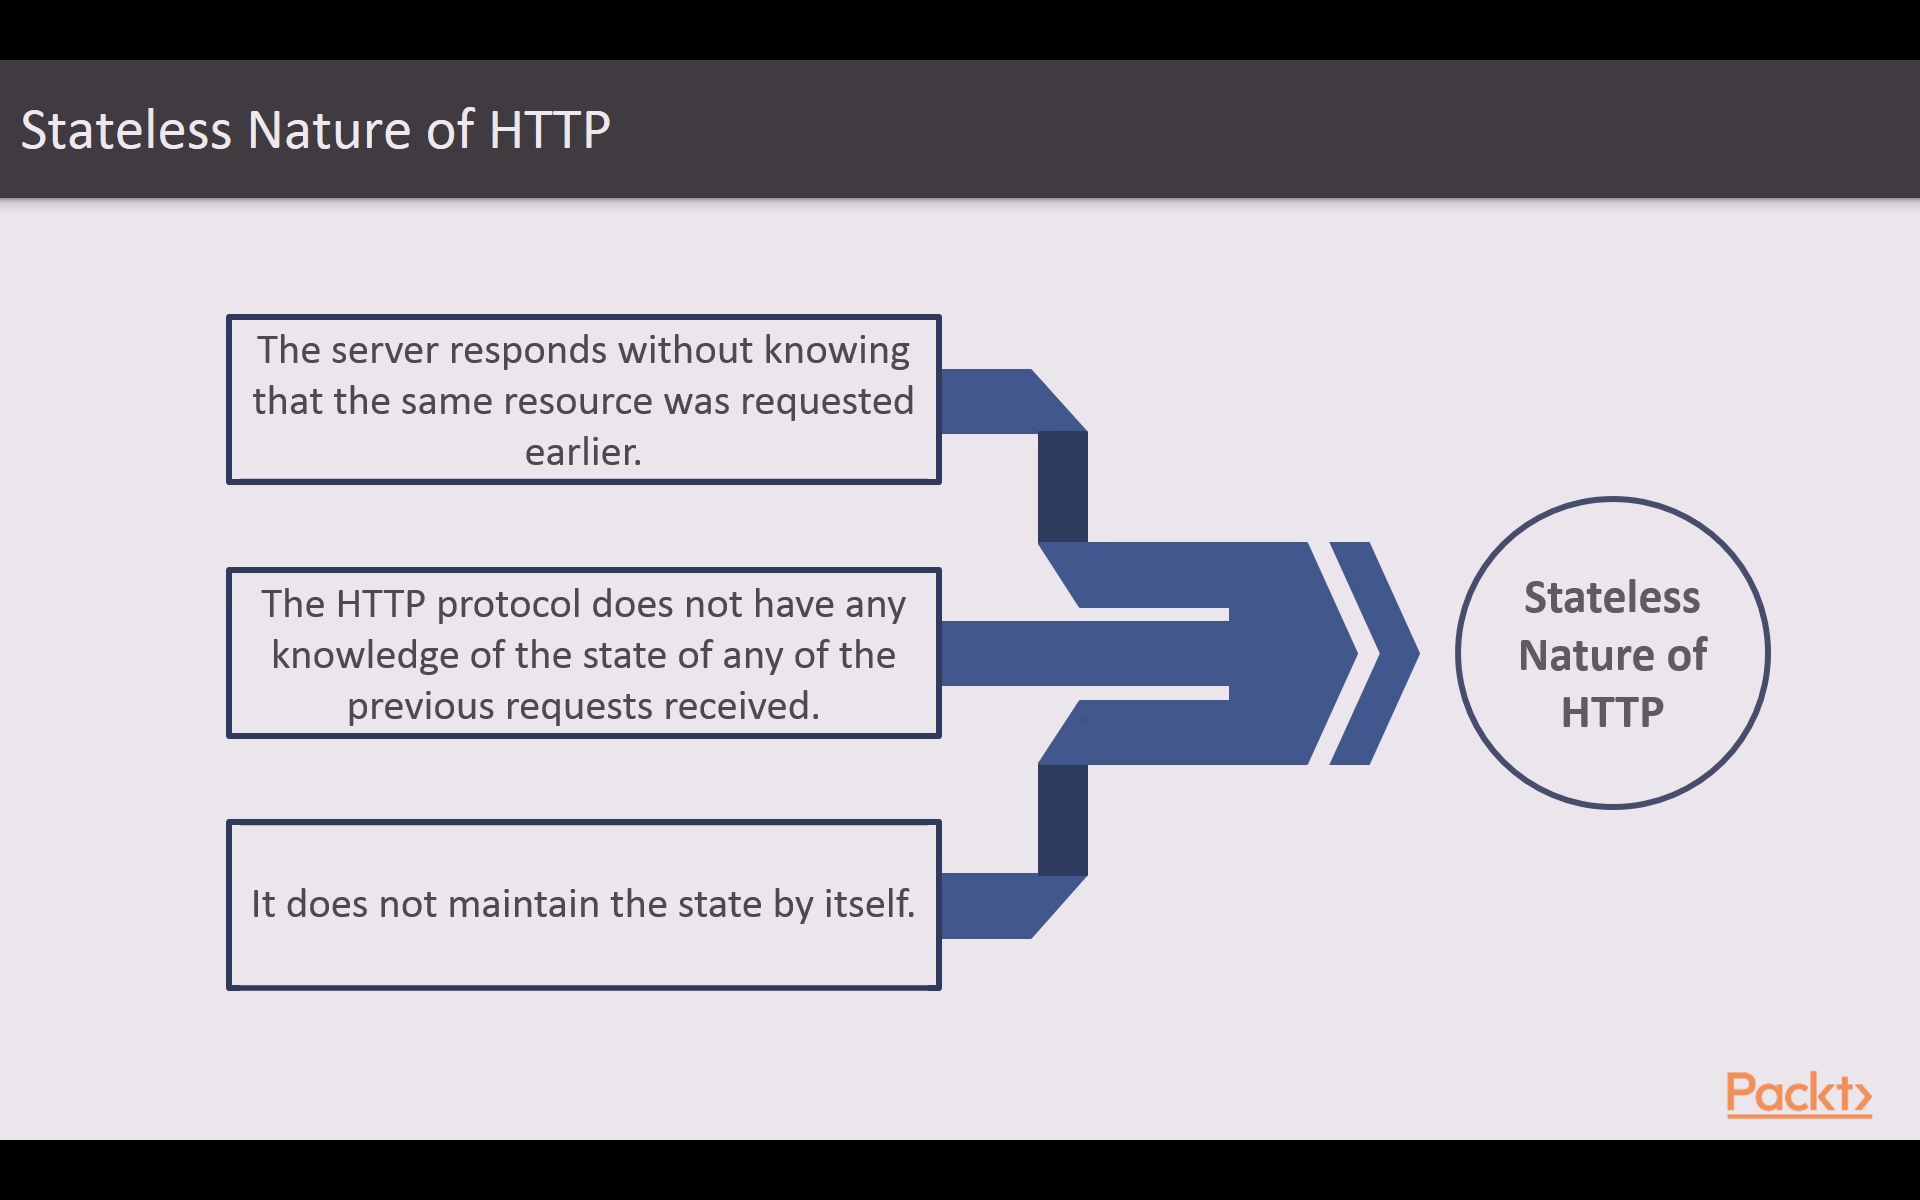 Stateless Nature of HTTP
The server responds without knowing
that the same resource was requested
earlier.
The HTTP protocol does not have any
knowledge of the state of any of the
previous requests received.
It does not maintain the state by itself.
Stateless
Nature of
HTTP
Packt>